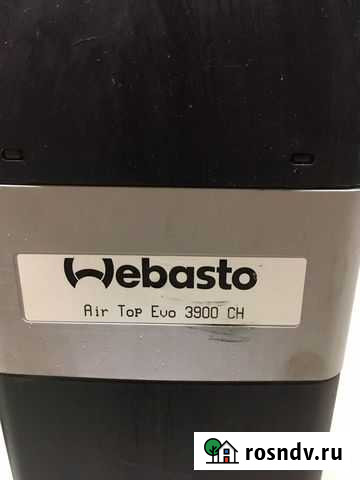 Webasto
Air Top Evo 3900 CH
rosndv.ru